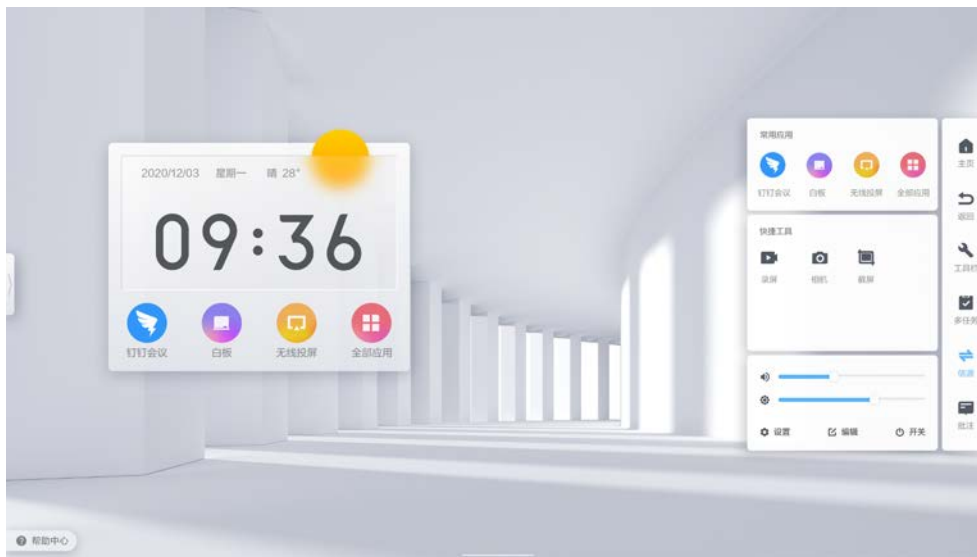 2020/12/03 星期一 晴 28°
09:36
钉钉会议 白板 无线投屏 全部应用
常用应用
钉钉会议 白板 无线投屏 全部应用
快捷工具
录屏 相机 截屏
设置 编辑 开关
主页
返回
工具栏
多任务
信源
批注
帮助中心